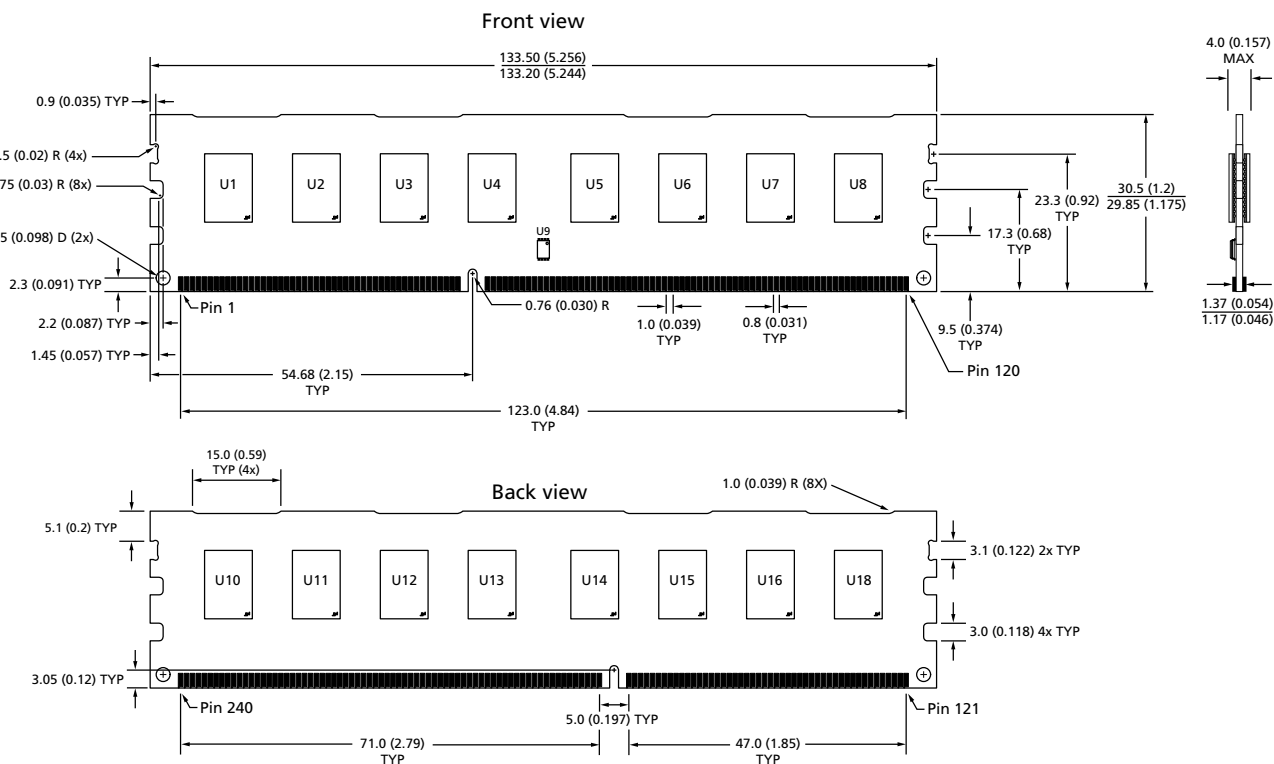 Front view
133.50 (5.256)
133.20 (5.244)
4.0 (0.157)
MAX
0.9 (0.035) TYP
.5 (0.02) R (4x)
75 (0.03) R (8x)
5 (0.098) D (2x)
2.3 (0.091) TYP
2.2 (0.087) TYP
1.45 (0.057) TYP
U1
U2
U3
U4
U5
U6
U7
U8
U9
23.3 (0.92)
TYP
30.5 (1.2)
29.85 (1.175)
17.3 (0.68)
TYP
Pin 1
0.76 (0.030) R
1.0 (0.039)
TYP
0.8 (0.031)
TYP
9.5 (0.374)
TYP
1.37 (0.054)
1.17 (0.046)
Pin 120
54.68 (2.15)
TYP
123.0 (4.84)
TYP
15.0 (0.59)
TYP (4x)
Back view
1.0 (0.039) R (8X)
5.1 (0.2) TYP
3.1 (0.122) 2x TYP
U10
U11
U12
U13
U14
U15
U16
U18
3.0 (0.118) 4x TYP
3.05 (0.12) TYP
Pin 240
5.0 (0.197) TYP
Pin 121
71.0 (2.79)
TYP
47.0 (1.85)
TYP